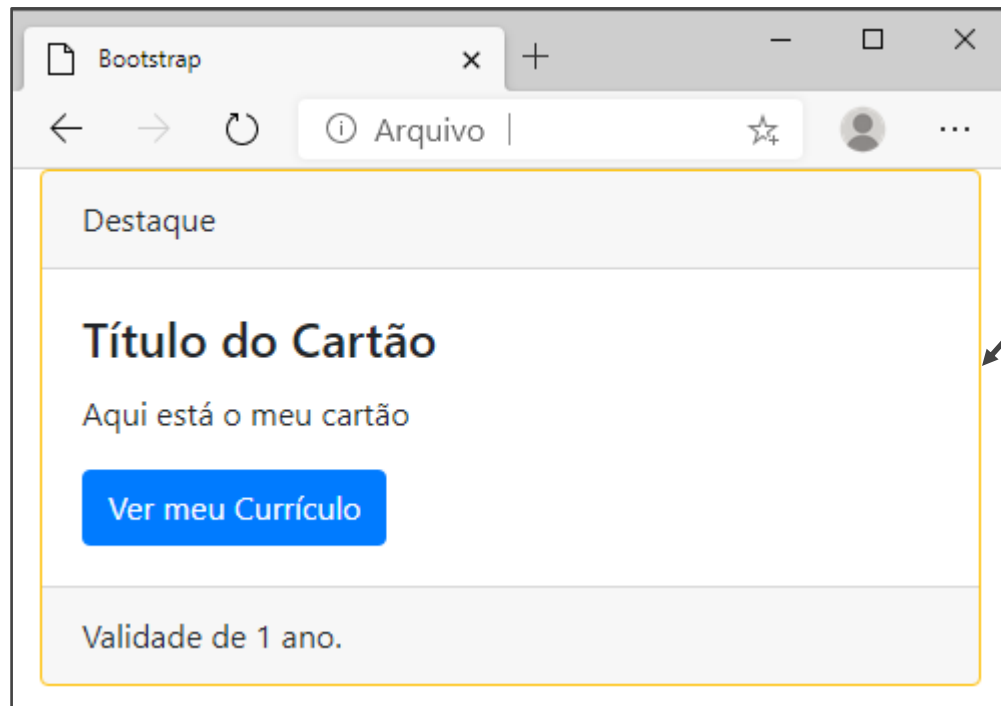 Bootstrap
Arquivo
Destaque
Título do Cartão
Aqui está o meu cartão
Ver meu Currículo
Validade de 1 ano.